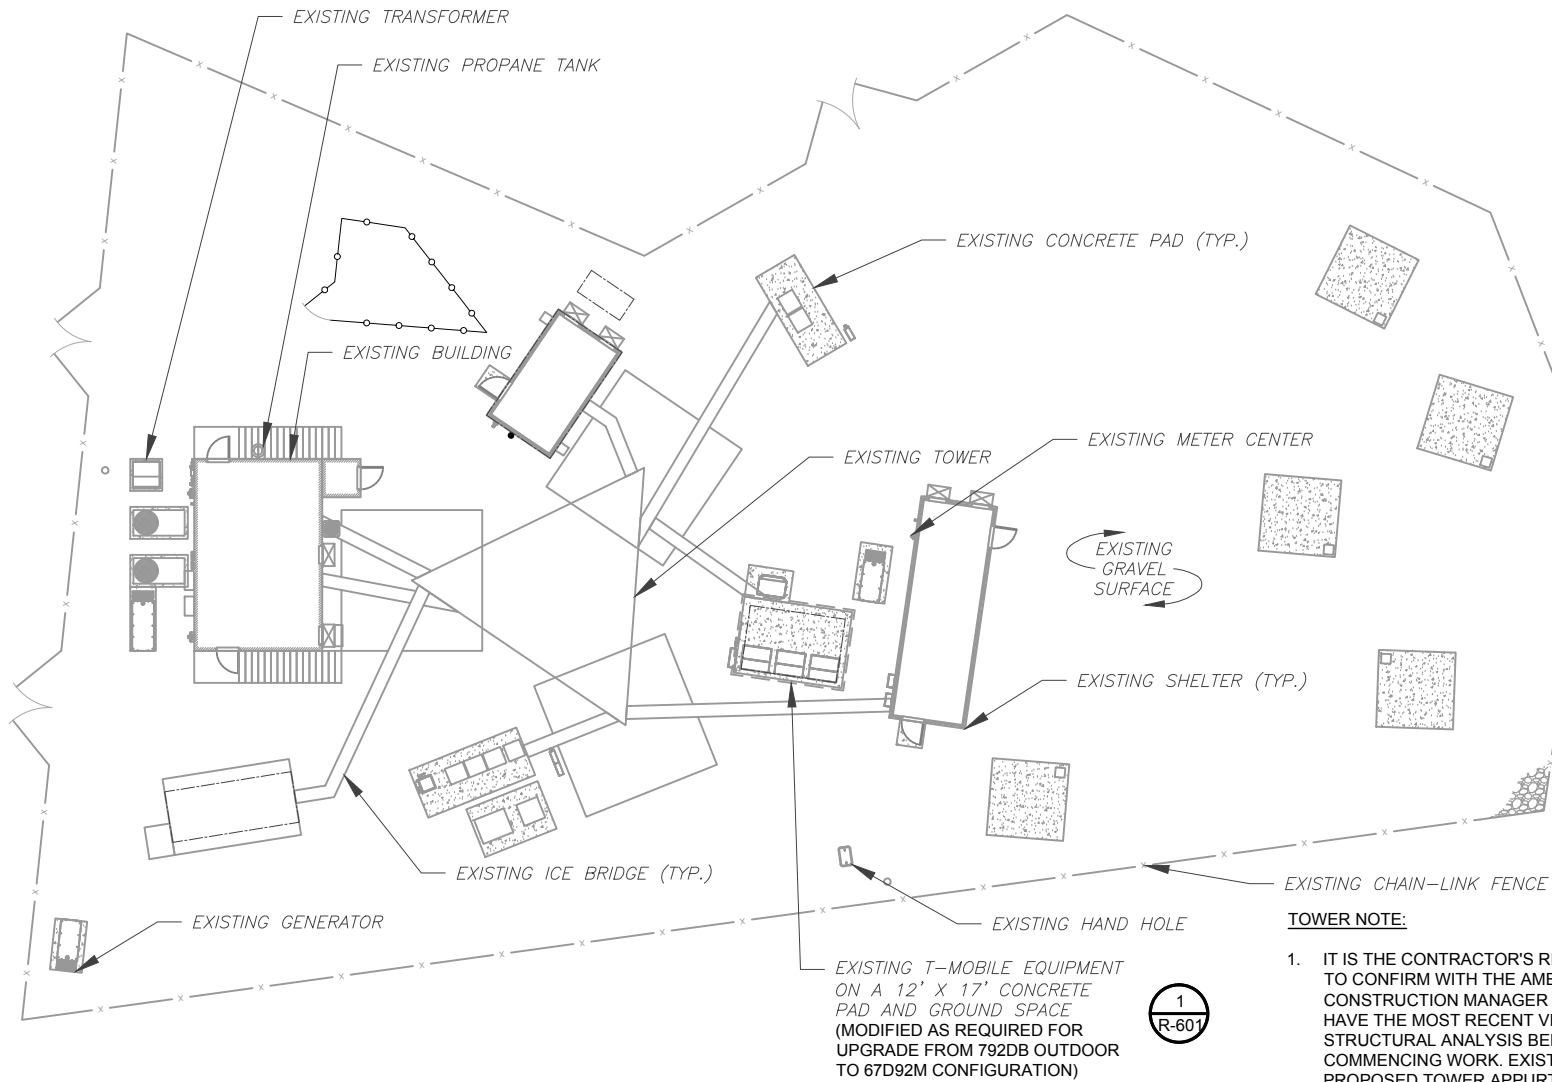 EXISTING TRANSFORMER
EXISTING PROPANE TANK
EXISTING CONCRETE PAD (TYP.)
EXISTING BUILDING
EXISTING METER CENTER
EXISTING TOWER
EXISTING
GRAVEL
SURFACE
EXISTING SHELTER (TYP.)
EXISTING ICE BRIDGE (TYP.)
EXISTING CHAIN-LINK FENCE
EXISTING GENERATOR
EXISTING HAND HOLE
EXISTING T-MOBILE EQUIPMENT
ON A 12' X 17' CONCRETE
PAD AND GROUND SPACE
(MODIFIED AS REQUIRED FOR
UPGRADE FROM 792DB OUTDOOR
TO 67D92M CONFIGURATION)
1
R-601
TOWER NOTE:
1. IT IS THE CONTRACTOR'S
TO CONFIRM WITH THE
CONSTRUCTION MANAGER
HAVE THE MOST RECENT
STRUCTURAL ANALYSIS
COMMENCING WORK.
PROPOSED TOWER